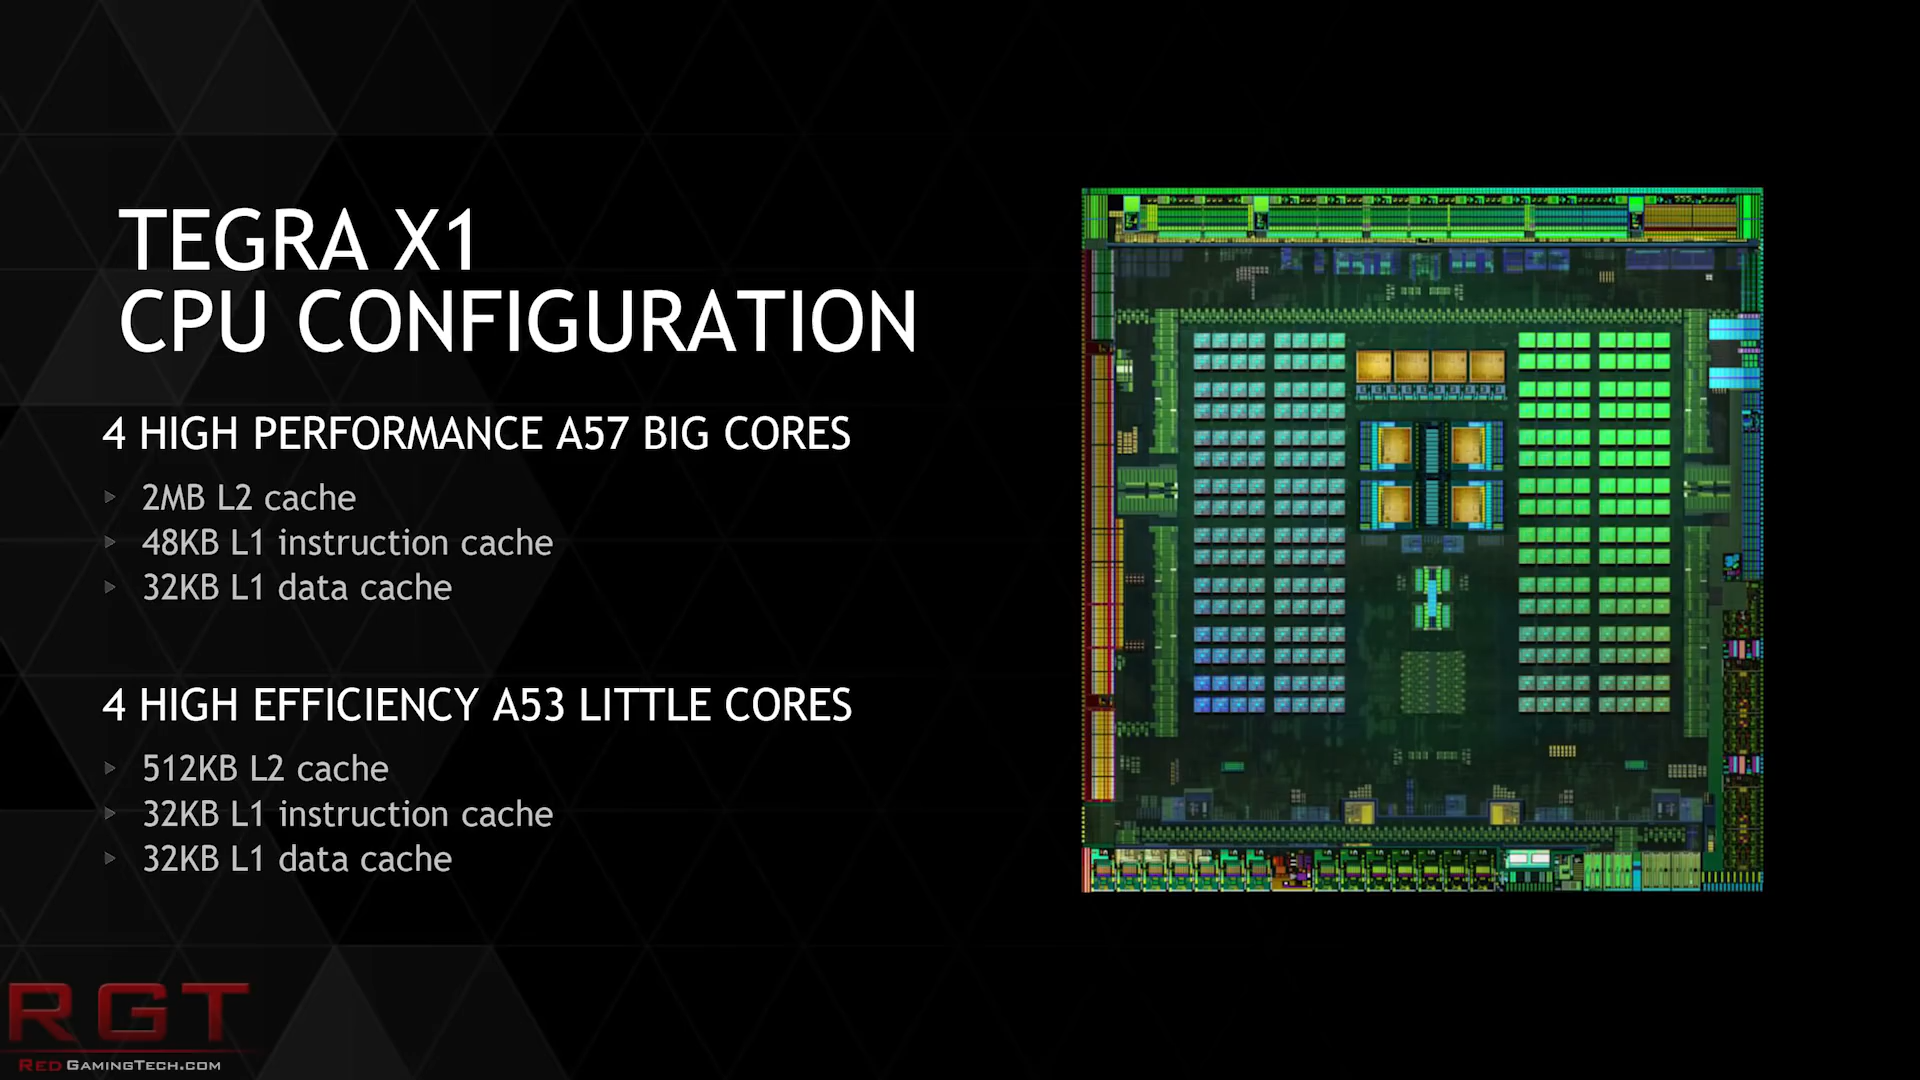 TEGRA X1
CPU CONFIGURATION
4 HIGH PERFORMANCE A57 BIG CORES
2MB L2 cache
48KB L1 instruction cache
32KB L1 data cache
4 HIGH EFFICIENCY A53 LITTLE CORES
512KB L2 cache
32KB L1 instruction cache
32KB L1 data cache
RGT
REDGAMINGTECH.COM